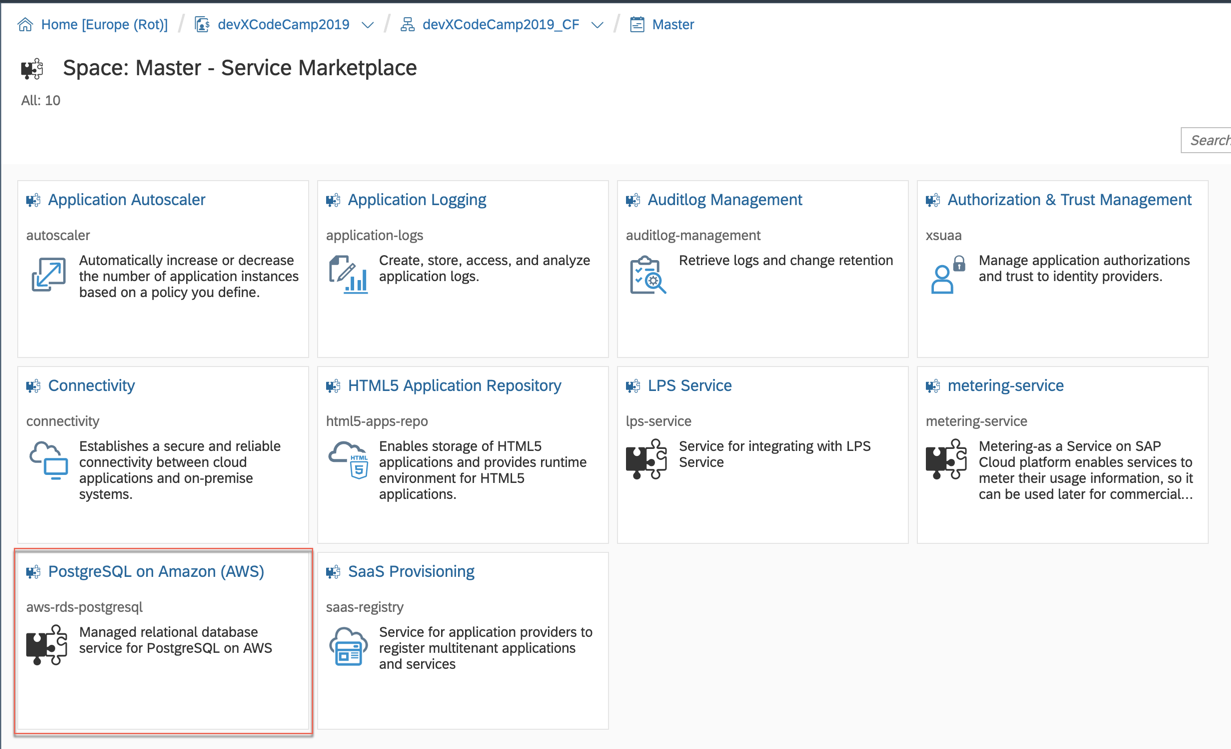 Home [Europe (Rot)] / devXCodeCamp2019 / devXCodeCamp2019_CF / Master
Space: Master - Service Marketplace
All: 10
Search
Application Autoscaler
autoscaler
Automatically increase or decrease
the number of application instances
based on a policy you define.
Application Logging
application-logs
Create, store, access, and analyze
application logs.
Auditlog Management
auditlog-management
Retrieve logs and change retention
Authorization & Trust Management
xsuaa
Manage application authorizations
and trust to identity providers.
Connectivity
connectivity
Establishes a secure and reliable
connectivity between cloud
applications and on-premise
systems.
HTML5 Application Repository
html5-apps-repo
HTML
5
Enables storage of HTML5
applications and provides runtime
environment for HTML5
applications.
LPS Service
lps-service
Service for integrating with LPS
Service
metering-service
metering-service
Metering-as a Service on SAP
Cloud platform enables services to
meter their usage information, so it
can be used later for commercial...
PostgreSQL on Amazon (AWS)
aws-rds-postgresql
Managed relational database
service for PostgreSQL on AWS
SaaS Provisioning
saas-registry
Service for application providers to
register multitenant applications
and services